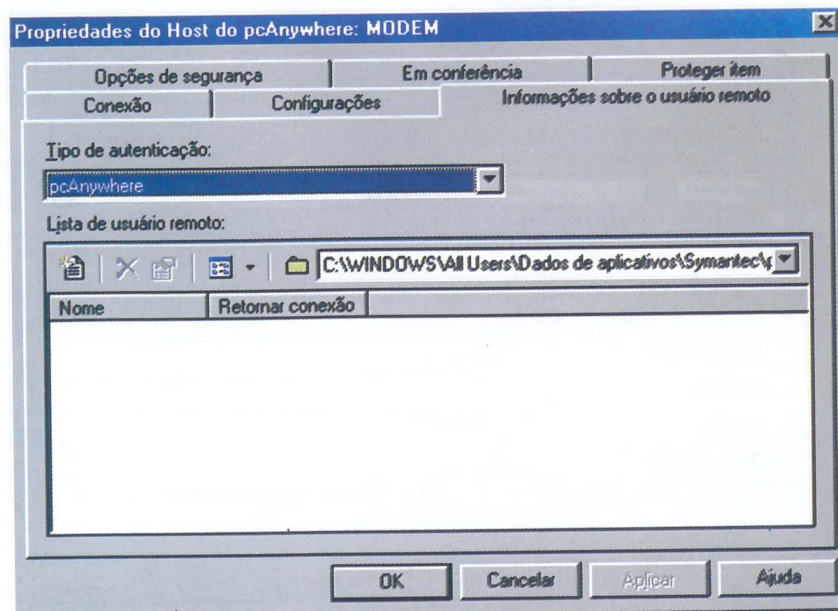 Propriedades do Host do pcAnywhere: MODEM
Opções de segurança Em conferência Proteger item
Conexão Configurações Informações sobre o usuário remoto
Tipo de autenticação:
pcAnywhere
Lista de usuário remoto:
C:\WINDOWS\All Users\Dados de aplicativos\Symantec\
Nome Retornar conexão
OK Cancelar Aplicar Ajuda